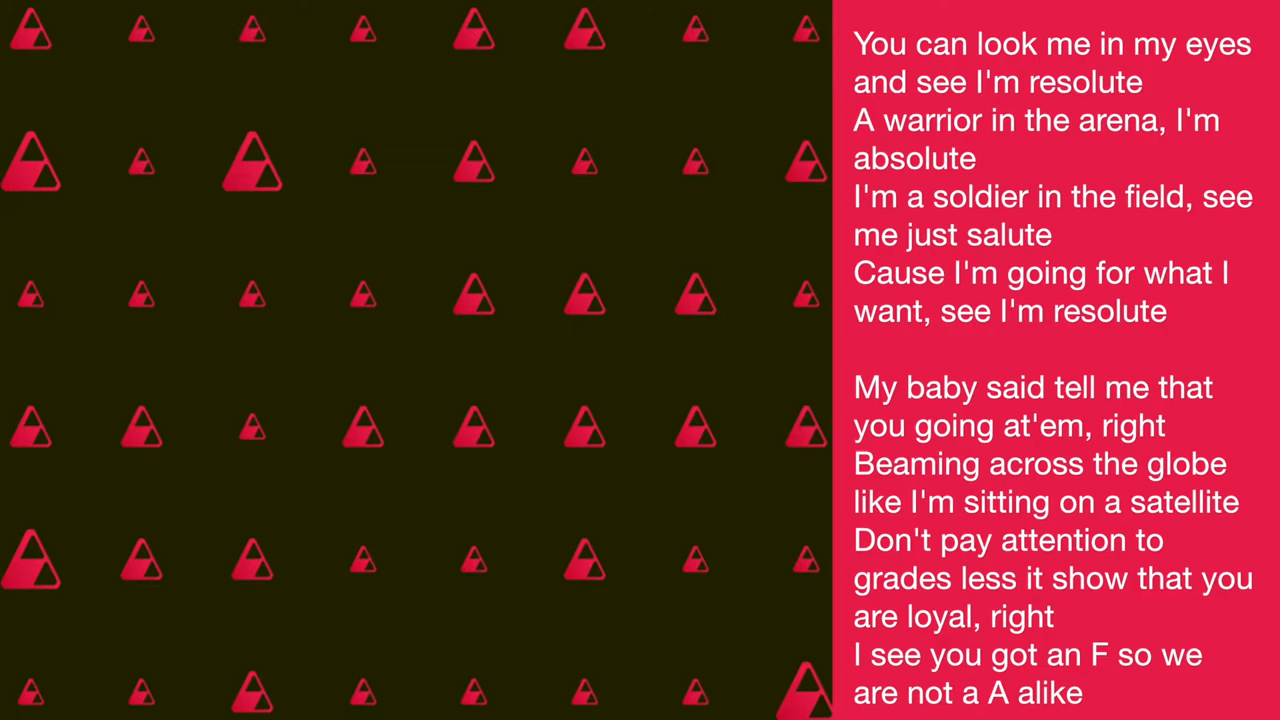 You can look me in my eyes
and see I'm resolute
A warrior in the arena, I'm
absolute
I'm a soldier in the field, see
me just salute
Cause I'm going for what I
want, see I'm resolute
My baby said tell me that
you going at'em, right
Beaming across the globe
like I'm sitting on a satellite
Don't pay attention to
grades less it show that you
are loyal, right
I see you got an F so we
are not a A alike